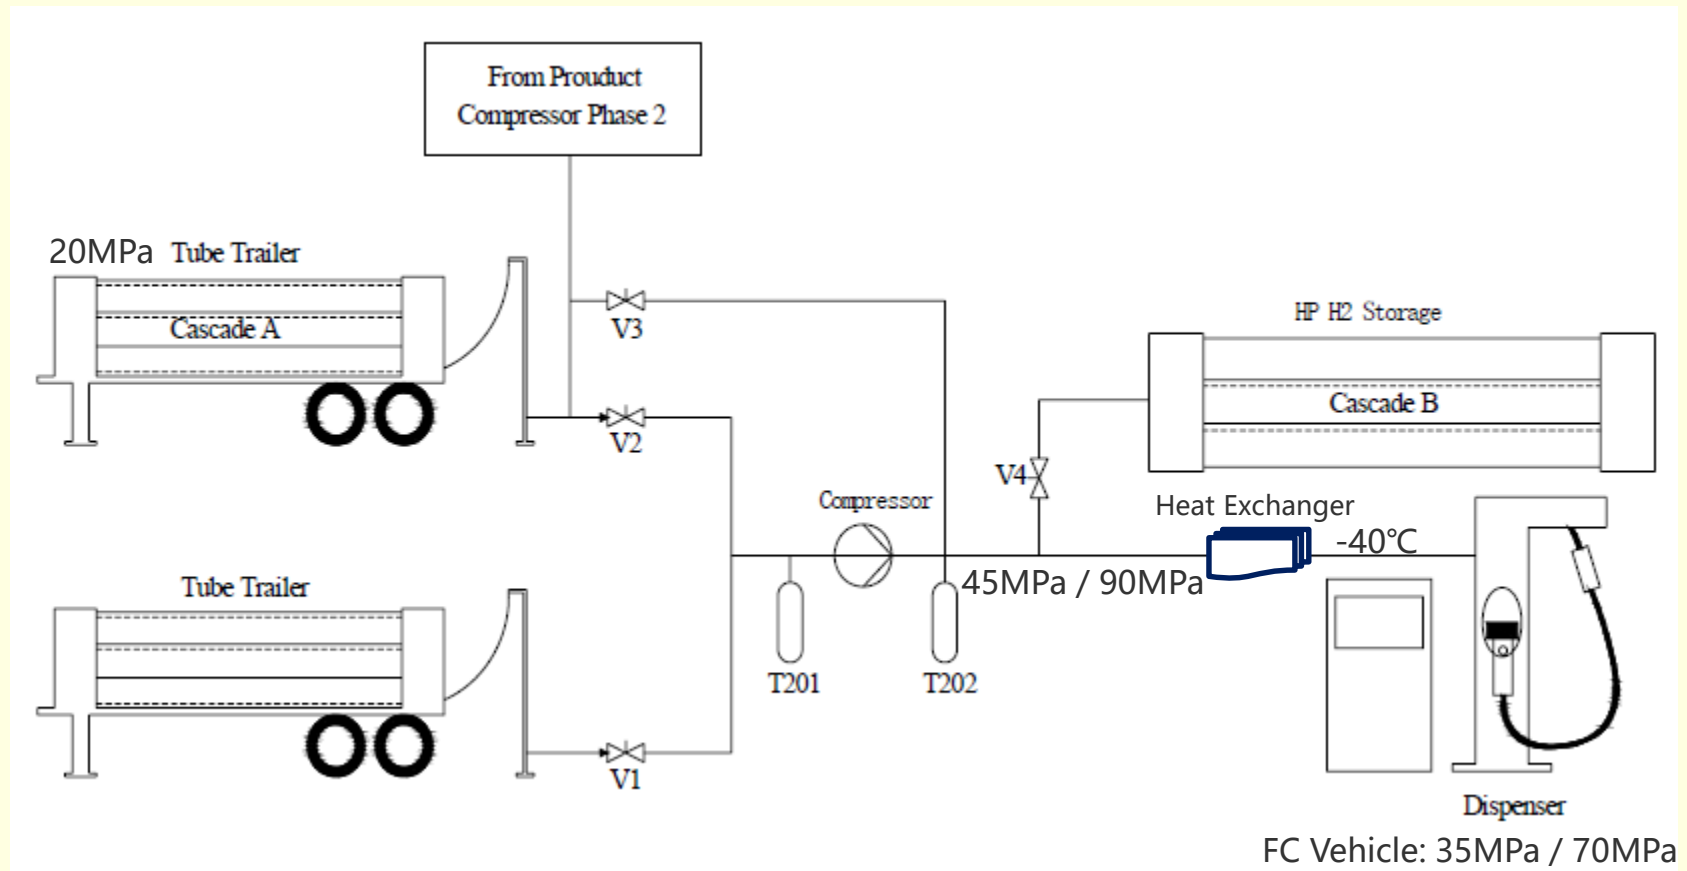 From Prouduct
Compressor Phase 2
20MPa
Tube Trailer
Cascade A
V3
V2
HP H2 Storage
Cascade B
V4
Compressor
Heat Exchanger
-40℃
45MPa / 90MPa
Tube Trailer
T201
T202
V1
Dispenser
FC Vehicle: 35MPa / 70MPa